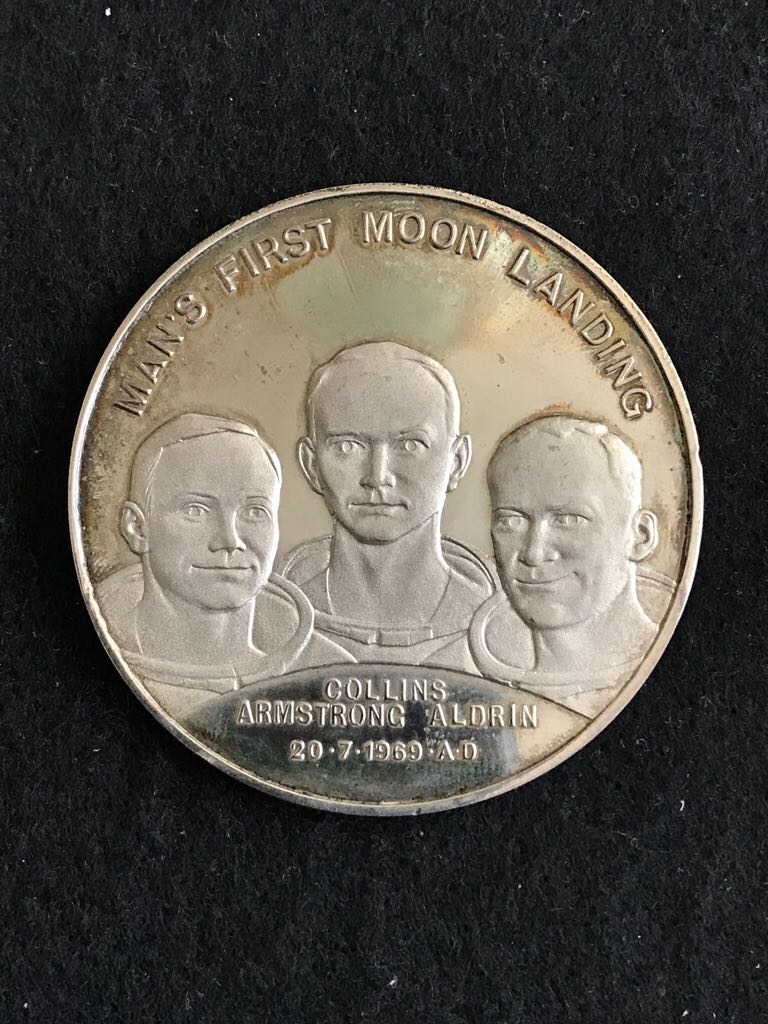 MAN'S FIRST MOON LANDING
COLLINS
ARMSTRONG ALDRIN
20·7·1969·A·D